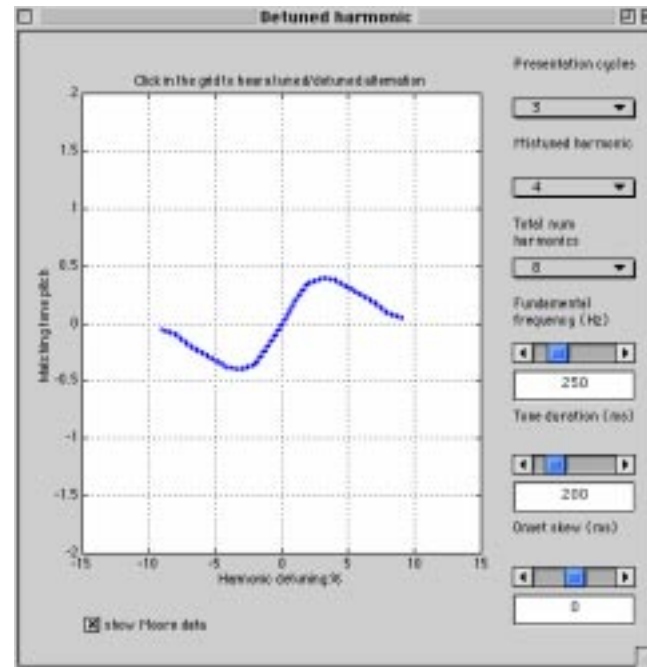 Detuned harmonic
Click in the grid to hear a tuned/detuned alternation
2
1.5
1
0.5
0
-0.5
-1
-1.5
-2
-15
-10
-5
0
5
10
15
Matching tone pitch
Harmonic detuning %
show Moore data
Presentation cycles
3
Mistuned harmonic
4
Total num
harmonics
8
Fundamental
frequency (Hz)
250
Tone duration (ms)
200
Onset skew (ms)
0